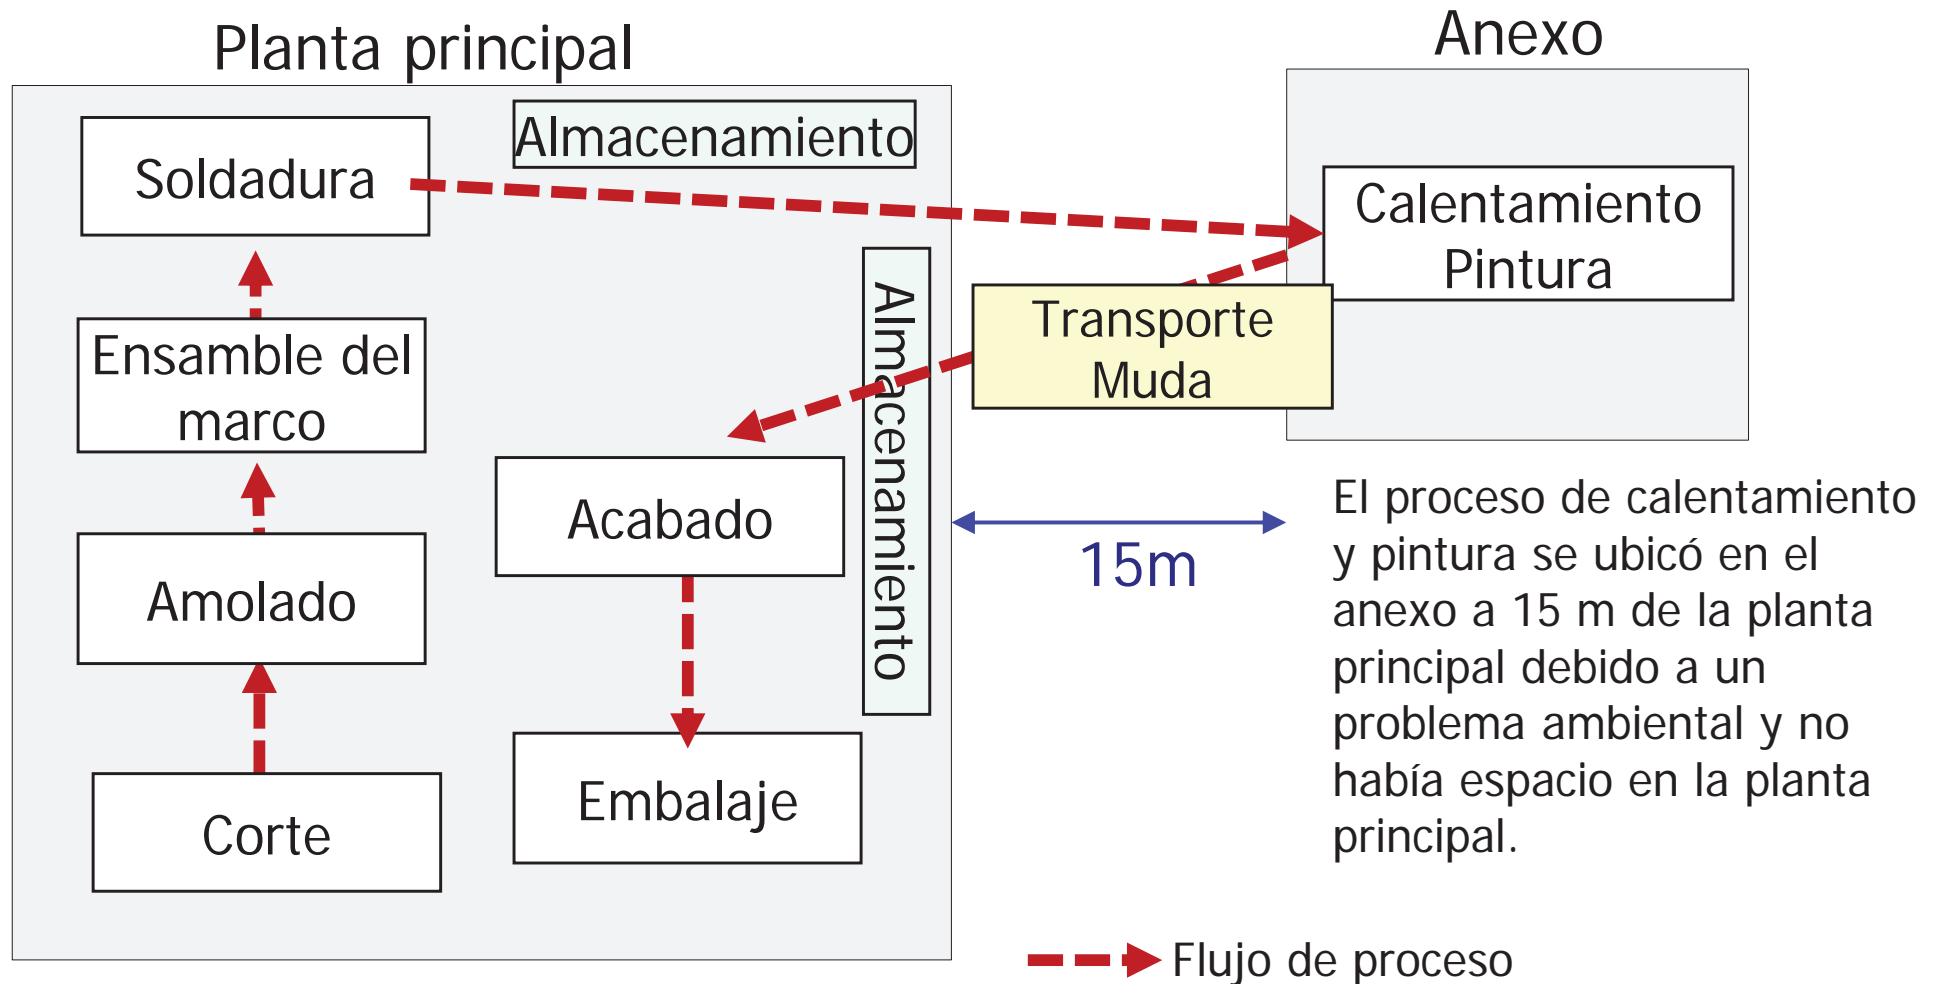 Planta principal
Anexo
Almacenamiento
Soldadura
Calentamiento
Pintura
Almacenamiento
Transporte
Muda
Ensamble del
marco
Acabado
Amolado
15m
El proceso de calentamiento
y pintura se ubicó en el
anexo a 15 m de la planta
principal debido a un
problema ambiental y no
había espacio en la planta
principal.
Embalaje
Corte
Flujo de proceso